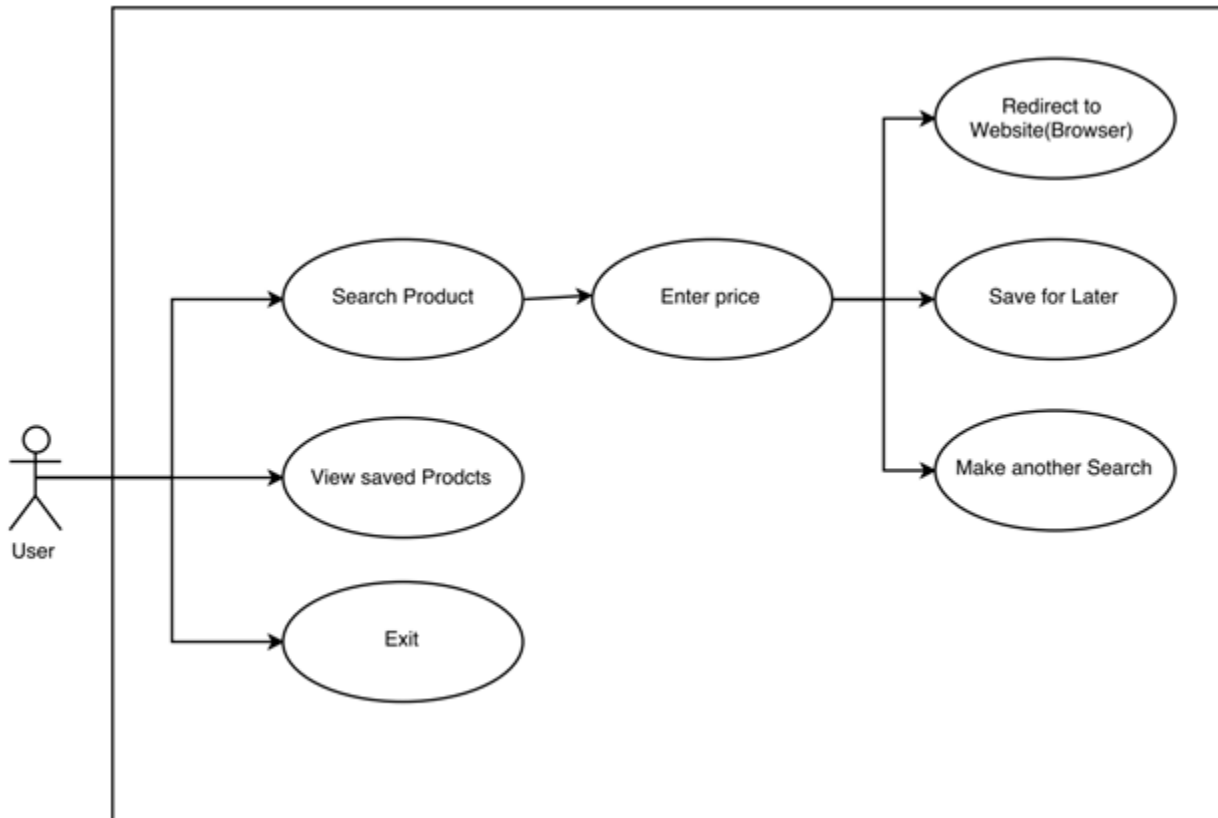 Redirect to
Website(Browser)
Search Product
Enter price
Save for Later
View saved Prodcts
Make another Search
User
Exit